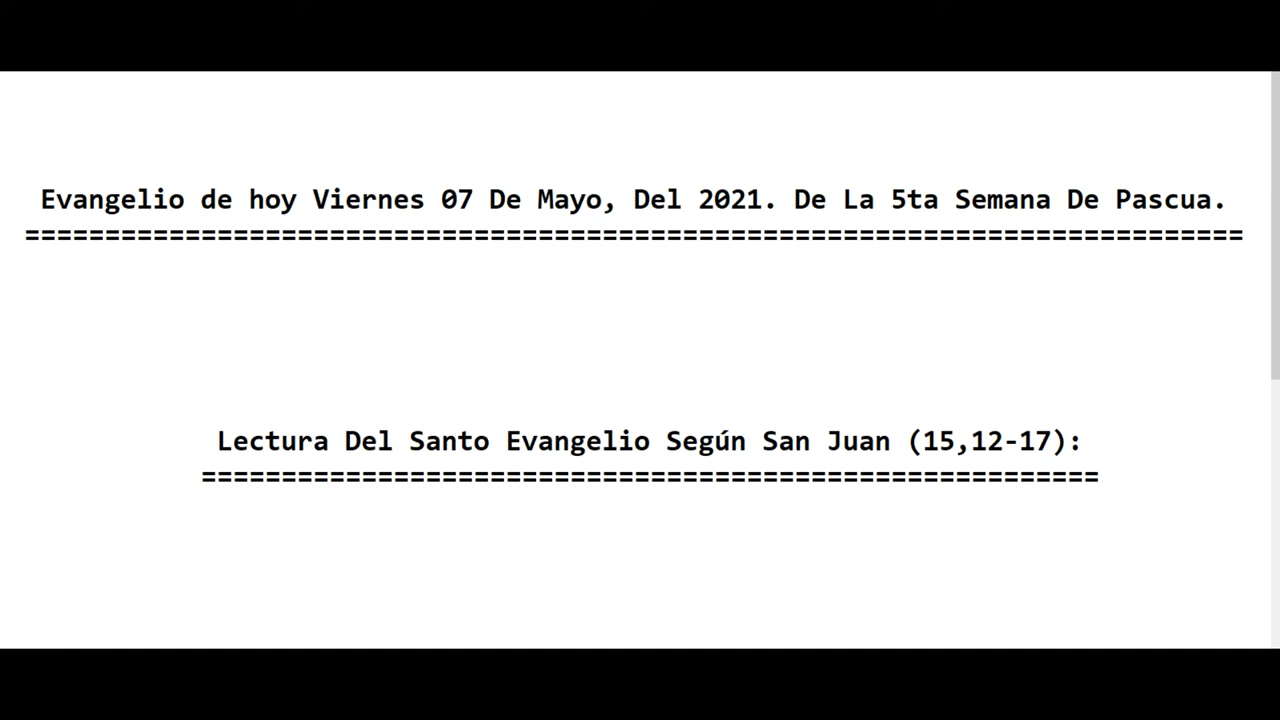 Evangelio de hoy Viernes 07 De Mayo, Del 2021. De La 5ta Semana De Pascua.
============================================================================
Lectura Del Santo Evangelio Según San Juan (15,12-17):
========================================================